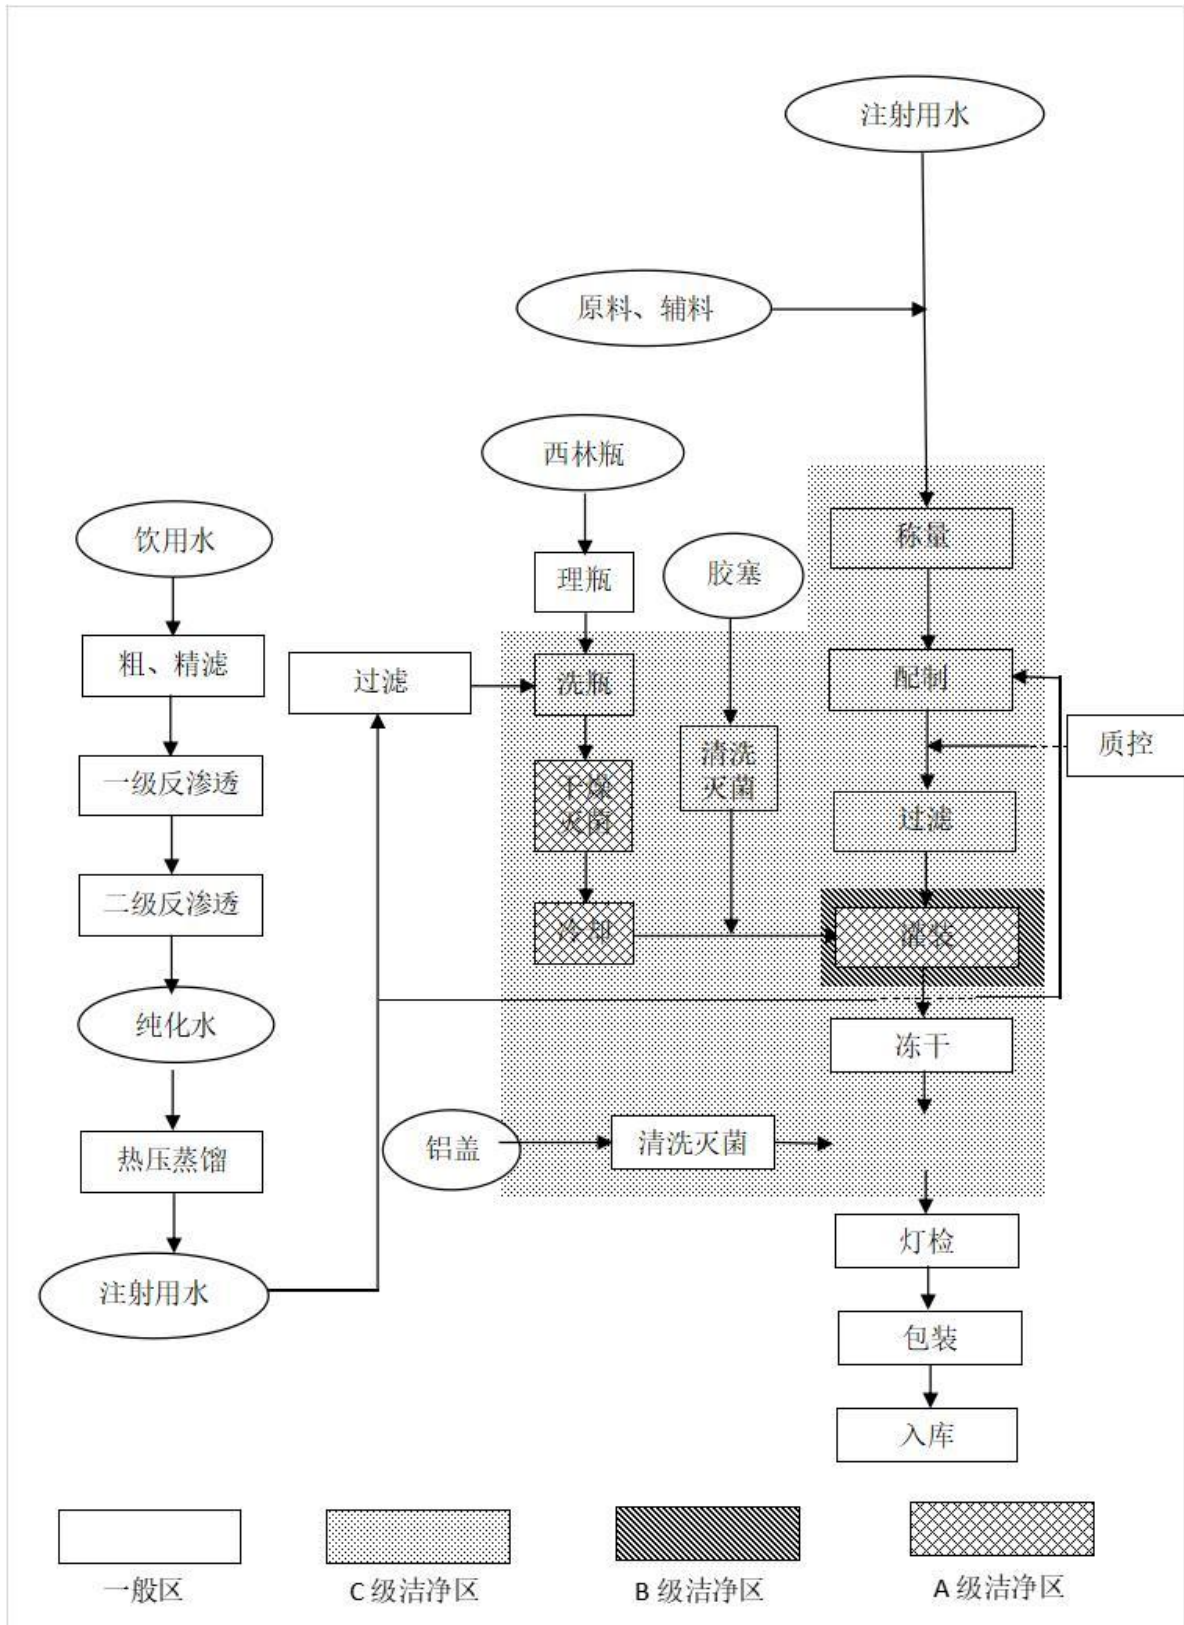 注射用水
原料、辅料
西林瓶
饮用水
称量
胶塞
理瓶
粗、精滤
过滤
洗瓶
配制
质控
一级反渗透
干燥
灭菌
清洗
灭菌
过滤
二级反渗透
冷却
灌装
纯化水
冻干
铝盖
清洗灭菌
热压蒸馏
灯检
注射用水
包装
入库
一般区
C 级洁净区
B 级洁净区
A 级洁净区